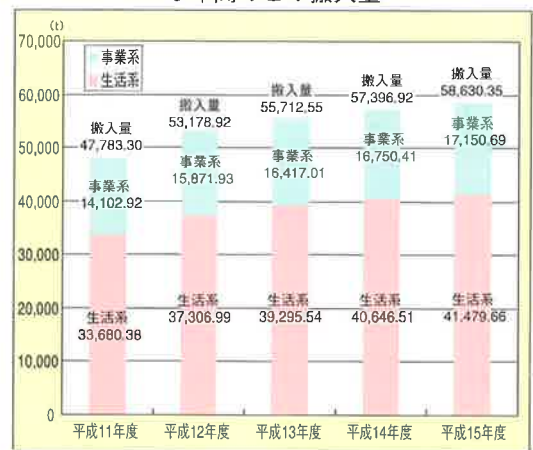 (t)
70,000
60,000
50,000
40,000
30,000
20,000
10,000
0
事業系
生活系
搬入量
47,783.30
事業系
14,102.92
生活系
33,680.38
搬入量
53,178.92
事業系
15,871.93
生活系
37,306.99
搬入量
55,712.55
事業系
16,417.01
生活系
39,295.54
搬入量
57,396.92
事業系
16,750.41
生活系
40,646.51
搬入量
58,630.35
事業系
17,150.69
生活系
41,479.66
平成11年度
平成12年度
平成13年度
平成14年度
平成15年度